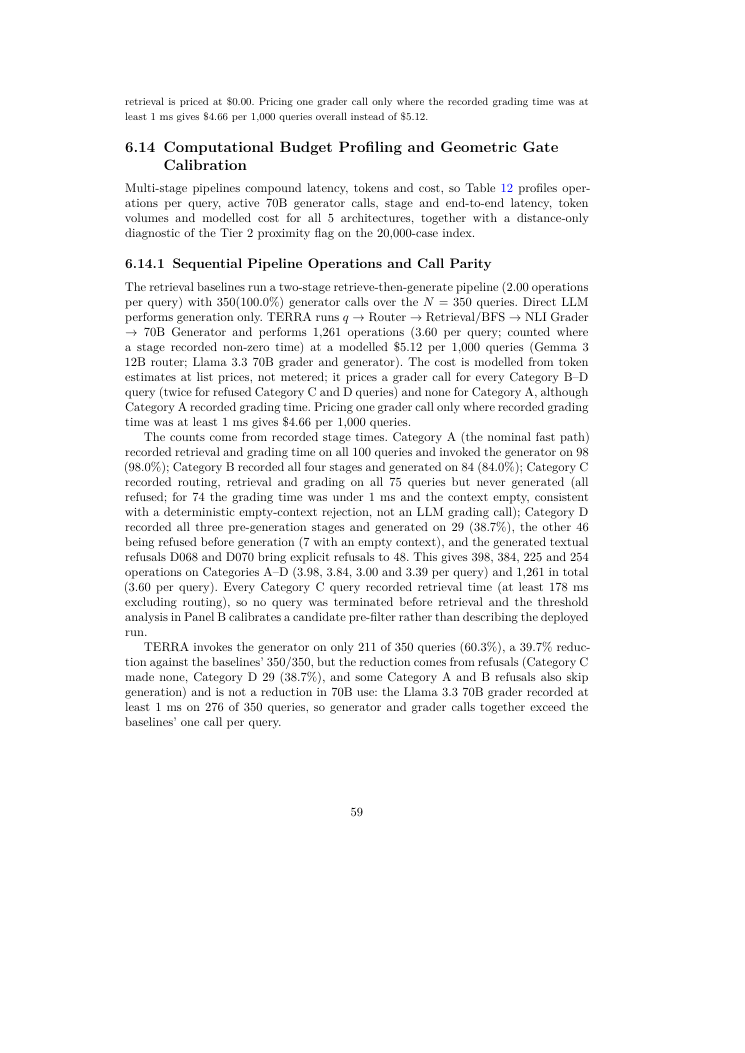 retrieval is priced at $0.00. Pricing one grader call only where the recorded grading time was at
least 1 ms gives $4.66 per 1,000 queries overall instead of $5.12.
6.14 Computational Budget Profiling and Geometric Gate
Calibration
Multi-stage pipelines compound latency, tokens and cost, so Table 12 profiles oper-
ations per query, active 70B generator calls, stage and end-to-end latency, token
volumes and modelled cost for all 5 architectures, together with a distance-only
diagnostic of the Tier 2 proximity flag on the 20,000-case index.
6.14.1 Sequential Pipeline Operations and Call Parity
The retrieval baselines run a two-stage retrieve-then-generate pipeline (2.00 operations
per query) with 350(100.0%) generator calls over the N = 350 queries. Direct LLM
performs generation only. TERRA runs q → Router → Retrieval/BFS → NLI Grader
→ 70B Generator and performs 1,261 operations (3.60 per query; counted where
a stage recorded non-zero time) at a modelled $5.12 per 1,000 queries (Gemma 3
12B router; Llama 3.3 70B grader and generator). The cost is modelled from token
estimates at list prices, not metered; it prices a grader call for every Category B–D
query (twice for refused Category C and D queries) and none for Category A, although
Category A recorded grading time. Pricing one grader call only where recorded grading
time was at least 1 ms gives $4.66 per 1,000 queries.
The counts come from recorded stage times. Category A (the nominal fast path)
recorded retrieval and grading time on all 100 queries and invoked the generator on 98
(98.0%); Category B recorded all four stages and generated on 84 (84.0%); Category C
recorded routing, retrieval and grading on all 75 queries but never generated (all
refused; for 74 the grading time was under 1 ms and the context empty, consistent
with a deterministic empty-context rejection, not an LLM grading call); Category D
recorded all three pre-generation stages and generated on 29 (38.7%), the other 46
being refused before generation (7 with an empty context), and the generated textual
refusals D068 and D070 bring explicit refusals to 48. This gives 398, 384, 225 and 254
operations on Categories A–D (3.98, 3.84, 3.00 and 3.39 per query) and 1,261 in total
(3.60 per query). Every Category C query recorded retrieval time (at least 178 ms
excluding routing), so no query was terminated before retrieval and the threshold
analysis in Panel B calibrates a candidate pre-filter rather than describing the deployed
run.
TERRA invokes the generator on only 211 of 350 queries (60.3%), a 39.7% reduc-
tion against the baselines' 350/350, but the reduction comes from refusals (Category C
made none, Category D 29 (38.7%), and some Category A and B refusals also skip
generation) and is not a reduction in 70B use: the Llama 3.3 70B grader recorded at
least 1 ms on 276 of 350 queries, so generator and grader calls together exceed the
baselines' one call per query.
59